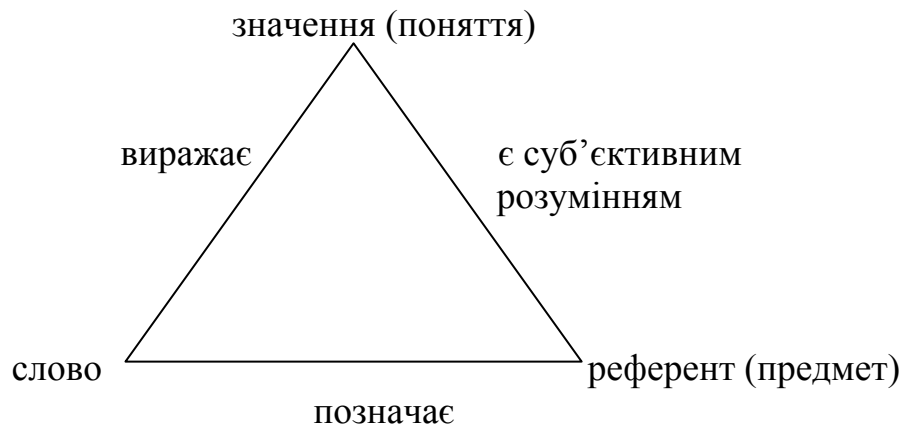 значення (поняття)
виражає
є суб’єктивним
розумінням
слово
референт (предмет)
позначає